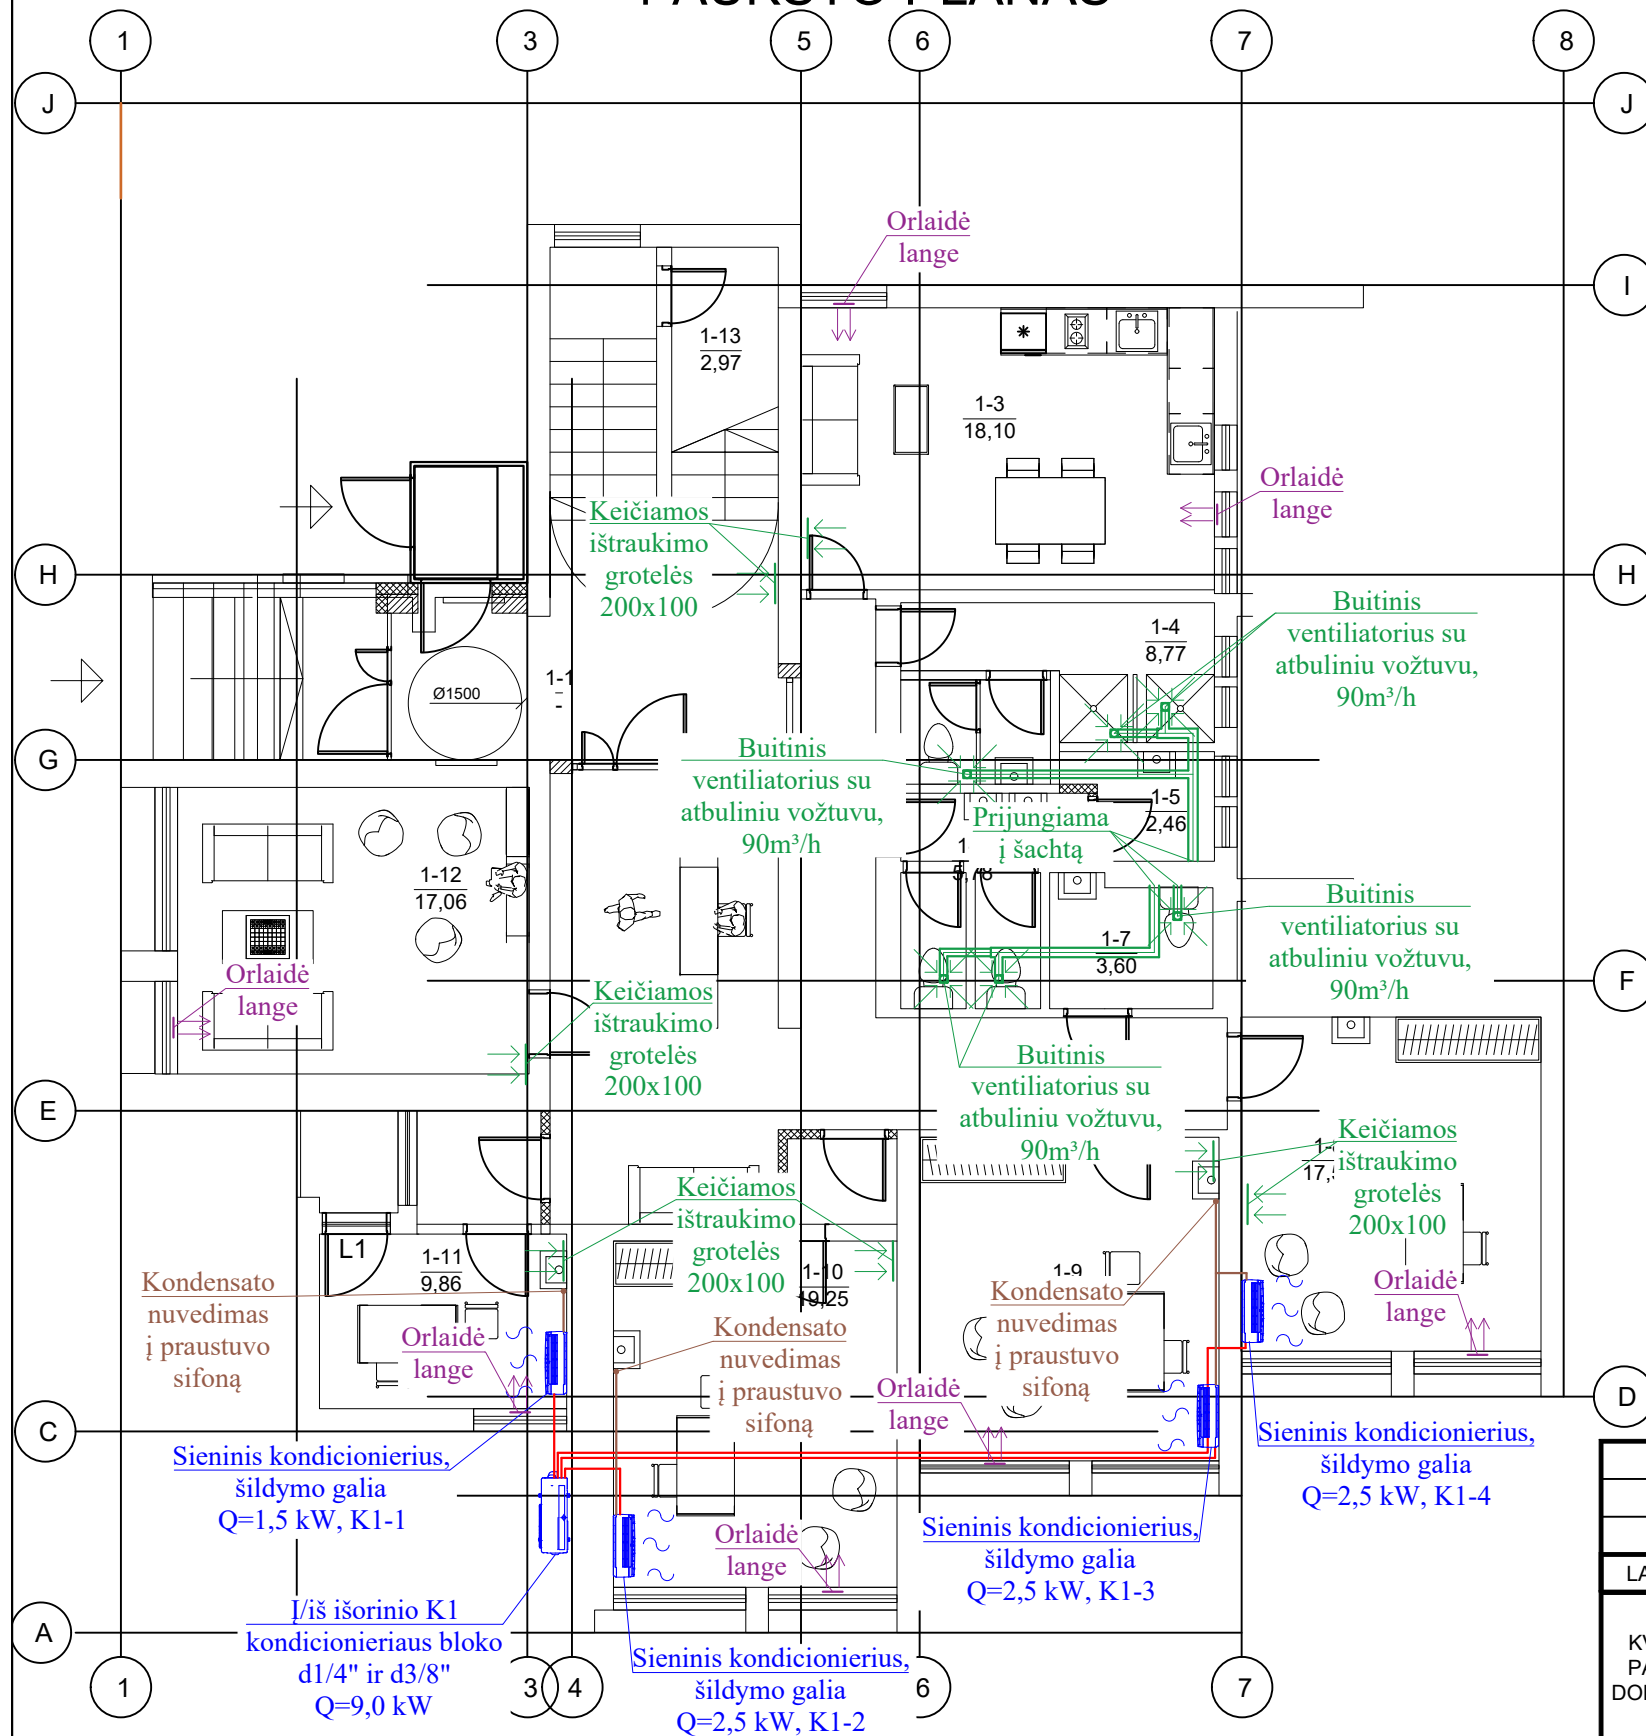 1
3
5
6
7
8
J
J
Orlaidė
lange
I
1-13
2,97
1-3
18,10
Orlaidė
lange
Keičiamos
ištraukimo
grotelės
200x100
H
H
Buitinis
ventiliatorius su
atbuliniu vožtuvu,
90m³/h
1-4
8,77
1-1
-
Ø1500
G
Buitinis
ventiliatorius su
atbuliniu vožtuvu,
90m³/h
1-5
2,46
Prijungiama
į šachtą
1-12
17,06
Buitinis
ventiliatorius su
atbuliniu vožtuvu,
90m³/h
1-7
3,60
Orlaidė
lange
F
Keičiamos
ištraukimo
grotelės
200x100
Buitinis
ventiliatorius su
atbuliniu vožtuvu,
90m³/h
E
Keičiamos
ištraukimo
grotelės
200x100
Keičiamos
ištraukimo
grotelės
200x100
L1
1-11
9,86
1-10
19,25
1-9
Kondensato
nuvedimas
į praustuvo
sifoną
Orlaidė
lange
Kondensato
nuvedimas
į praustuvo
sifoną
Kondensato
nuvedimas
į praustuvo
sifoną
Orlaidė
lange
Orlaidė
lange
D
C
Sieninis kondicionierius,
šildymo galia
Q=1,5 kW, K1-1
Sieninis kondicionierius,
šildymo galia
Q=2,5 kW, K1-4
Orlaidė
lange
Sieninis kondicionierius,
šildymo galia
Q=2,5 kW, K1-3
A
Į/iš išorinio K1
kondicionieriaus bloko
d1/4" ir d3/8"
Q=9,0 kW
Sieninis kondicionierius,
šildymo galia
Q=2,5 kW, K1-2
1
3
4
6
7